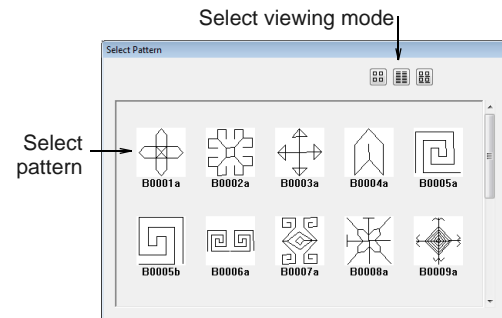 Select viewing mode
Select Pattern
Select
pattern
B0001a B0002a B0003a B0004a B0005a
B0005b B0006a B0007a B0008a B0009a